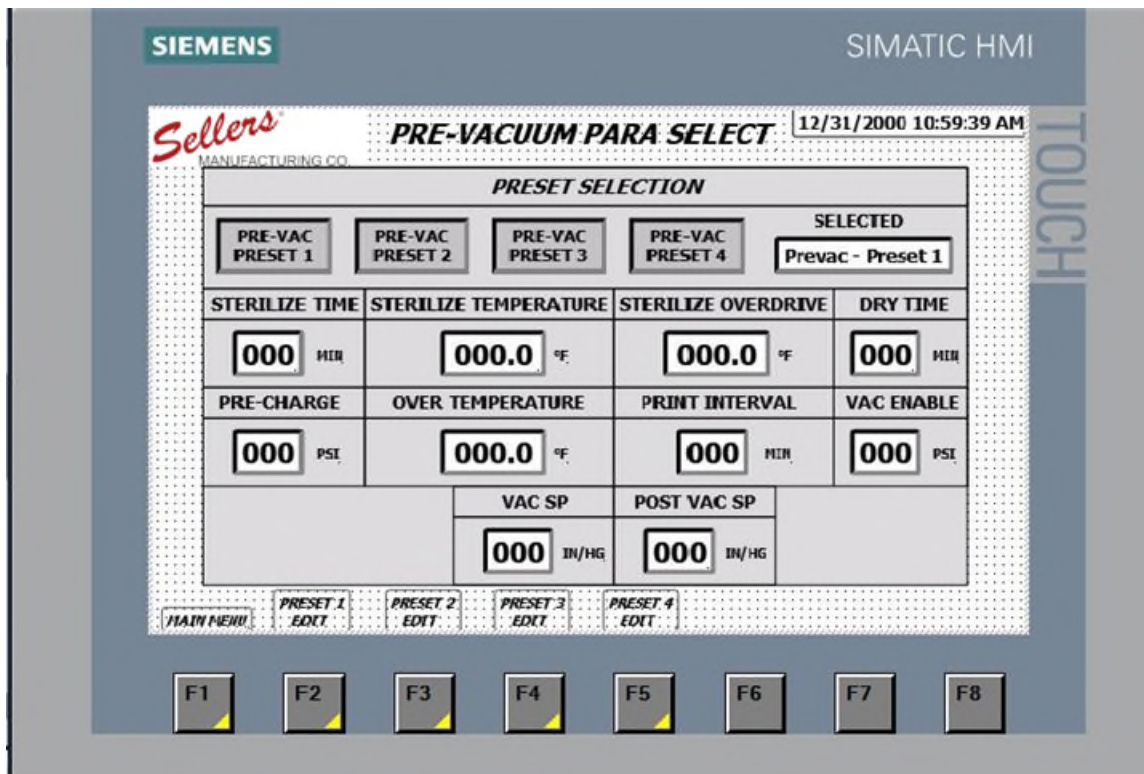 SIEMENS
SIMATIC HMI
TOUCH
Sellers
MANUFACTURING CO.
PRE-VACUUM PARA SELECT
12/31/2000 10:59:39 AM
PRESET SELECTION
PRE-VAC
PRESET 1
PRE-VAC
PRESET 2
PRE-VAC
PRESET 3
PRE-VAC
PRESET 4
SELECTED
Prevac - Preset 1
STERILIZE TIME STERILIZE TEMPERATURE STERILIZE OVERDRIVE DRY TIME
000 MIN 000.0 °F 000.0 °F 000 MIN
PRE-CHARGE OVER TEMPERATURE PRINT INTERVAL VAC ENABLE
000 PSI 000.0 °F 000 MIN 000 PSI
VAC SP POST VAC SP
000 IN/HG 000 IN/HG
MAIN MENU
PRESET 1
EDIT
PRESET 2
EDIT
PRESET 3
EDIT
PRESET 4
EDIT
F1 F2 F3 F4 F5 F6 F7 F8